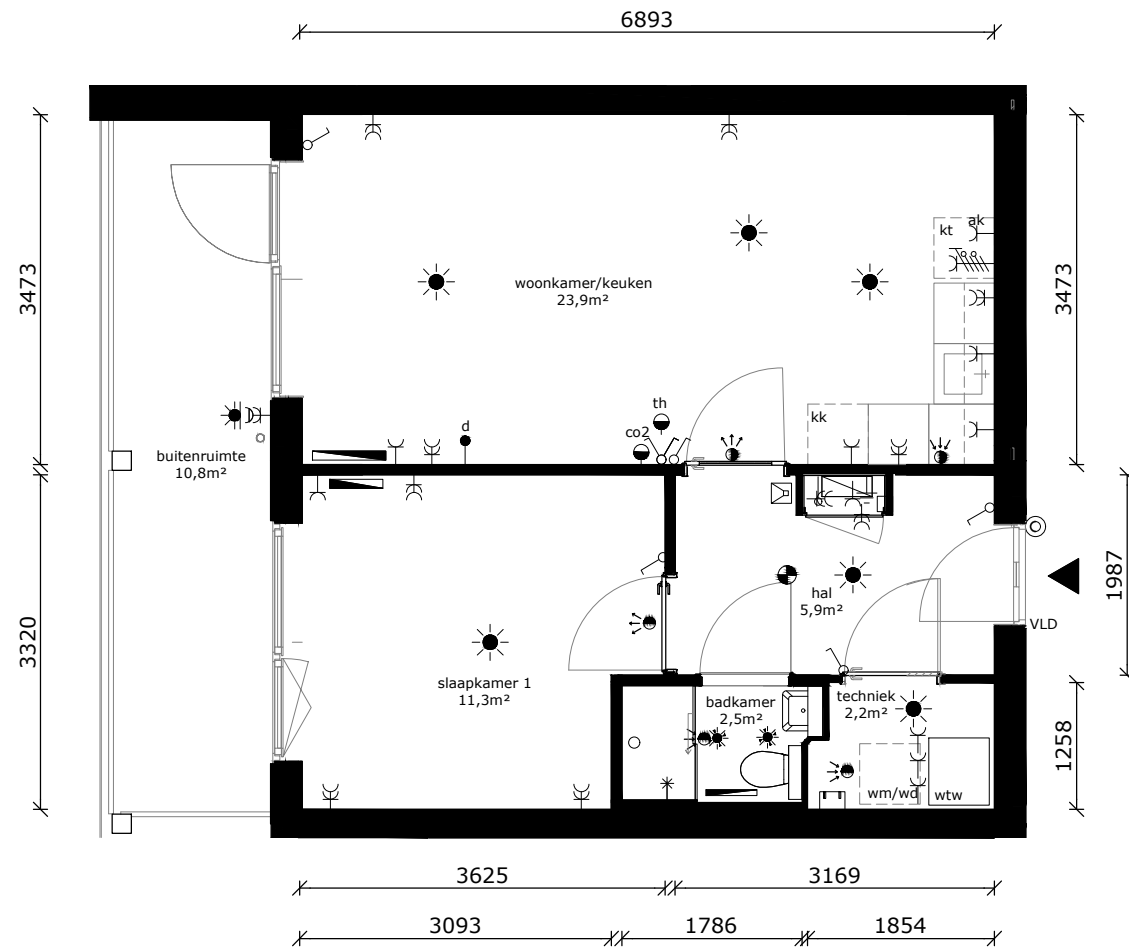 6893
3473
3473
ak
kt
woonkamer/keuken
23,9m²
th
co2
d
kk
buitenruimte
10,8m²
1987
3320
hal
5,9m²
VLD
slaapkamer 1
11,3m²
badkamer
2,5m²
techniek
2,2m²
1258
wm/wd
wtw
3625
3169
3093
1786
1854